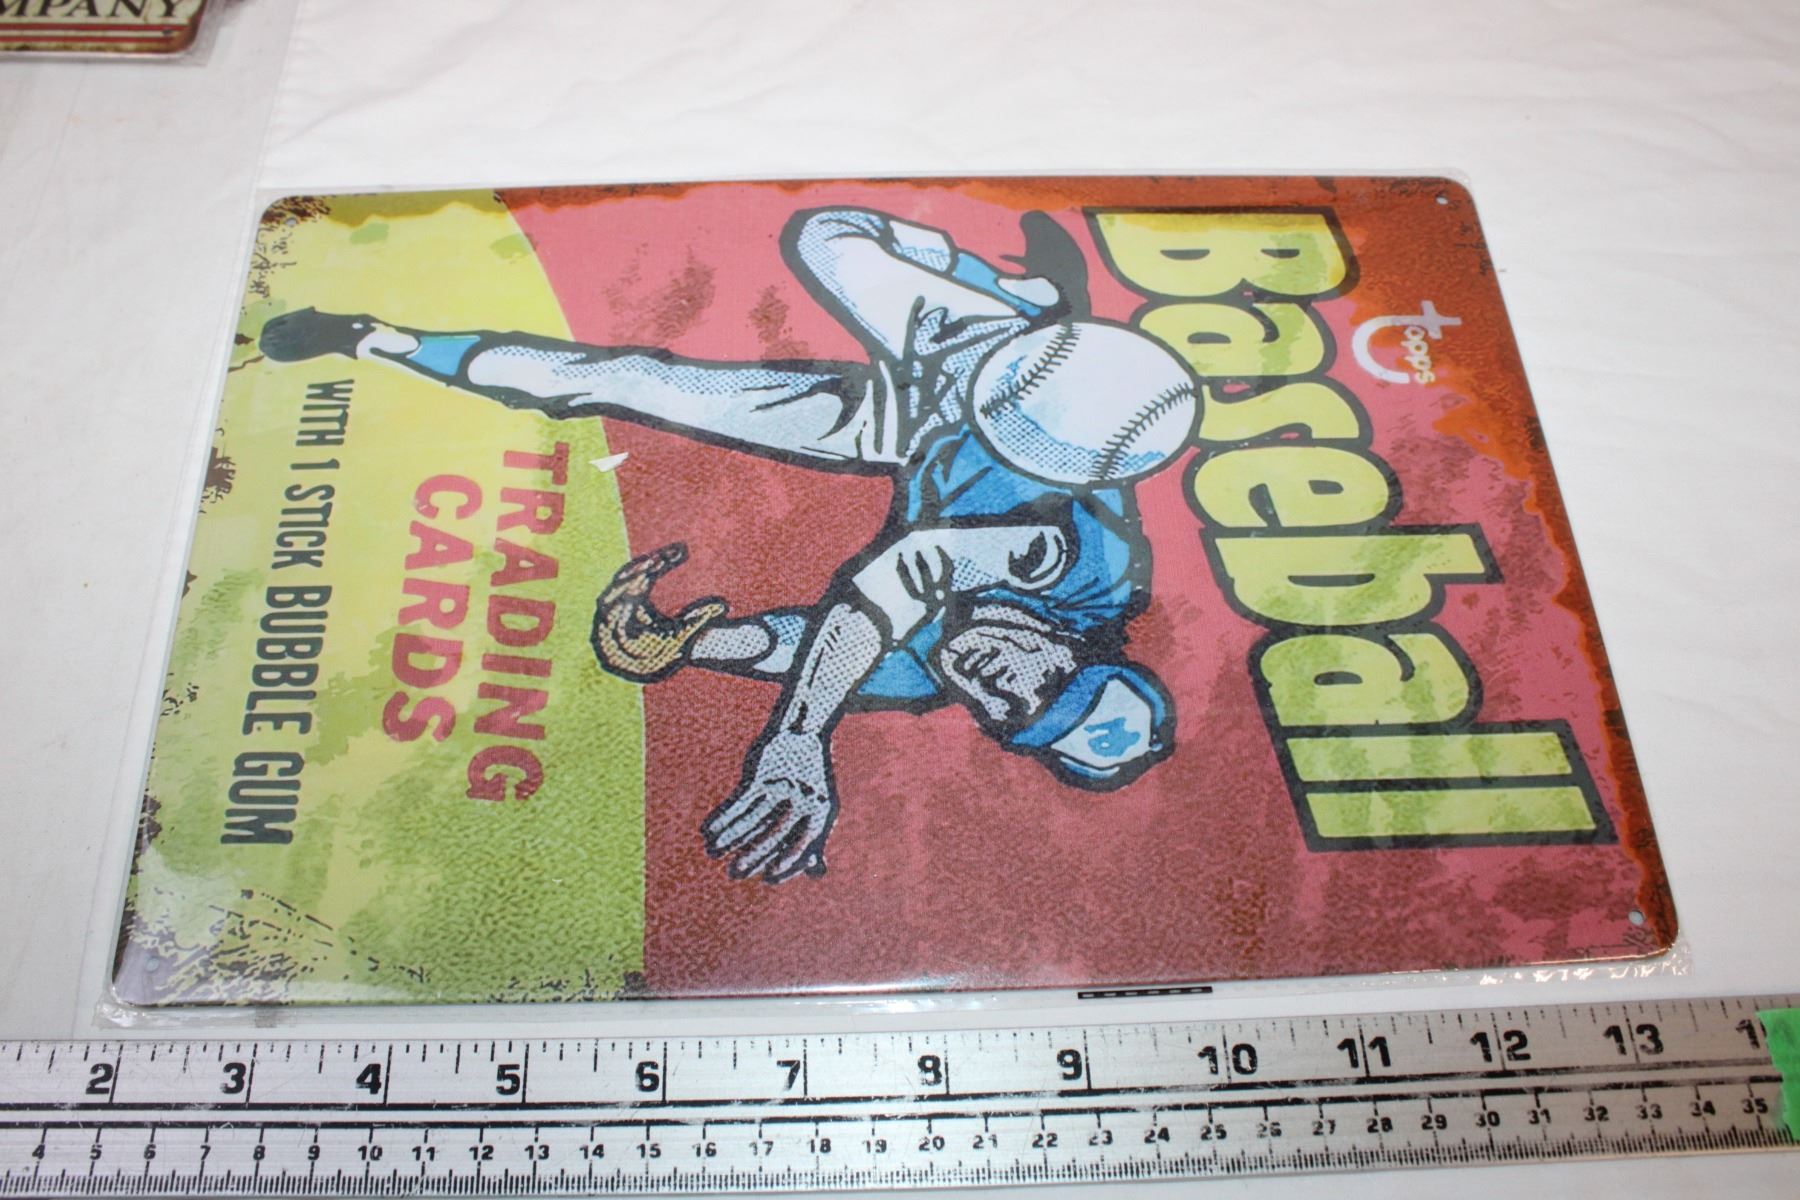 MPANY
topps
Baseball
TRADING
CARDS
WITH 1 STICK BUBBLE GUM
2 3 4 5 6 7 8 9 10 11 12 13 1
4 5 6 7 8 9 10 11 12 13 14 15 16 17 18 19 20 21 22 23 24 25 26 27 28 29 30 31 32 33 34 35